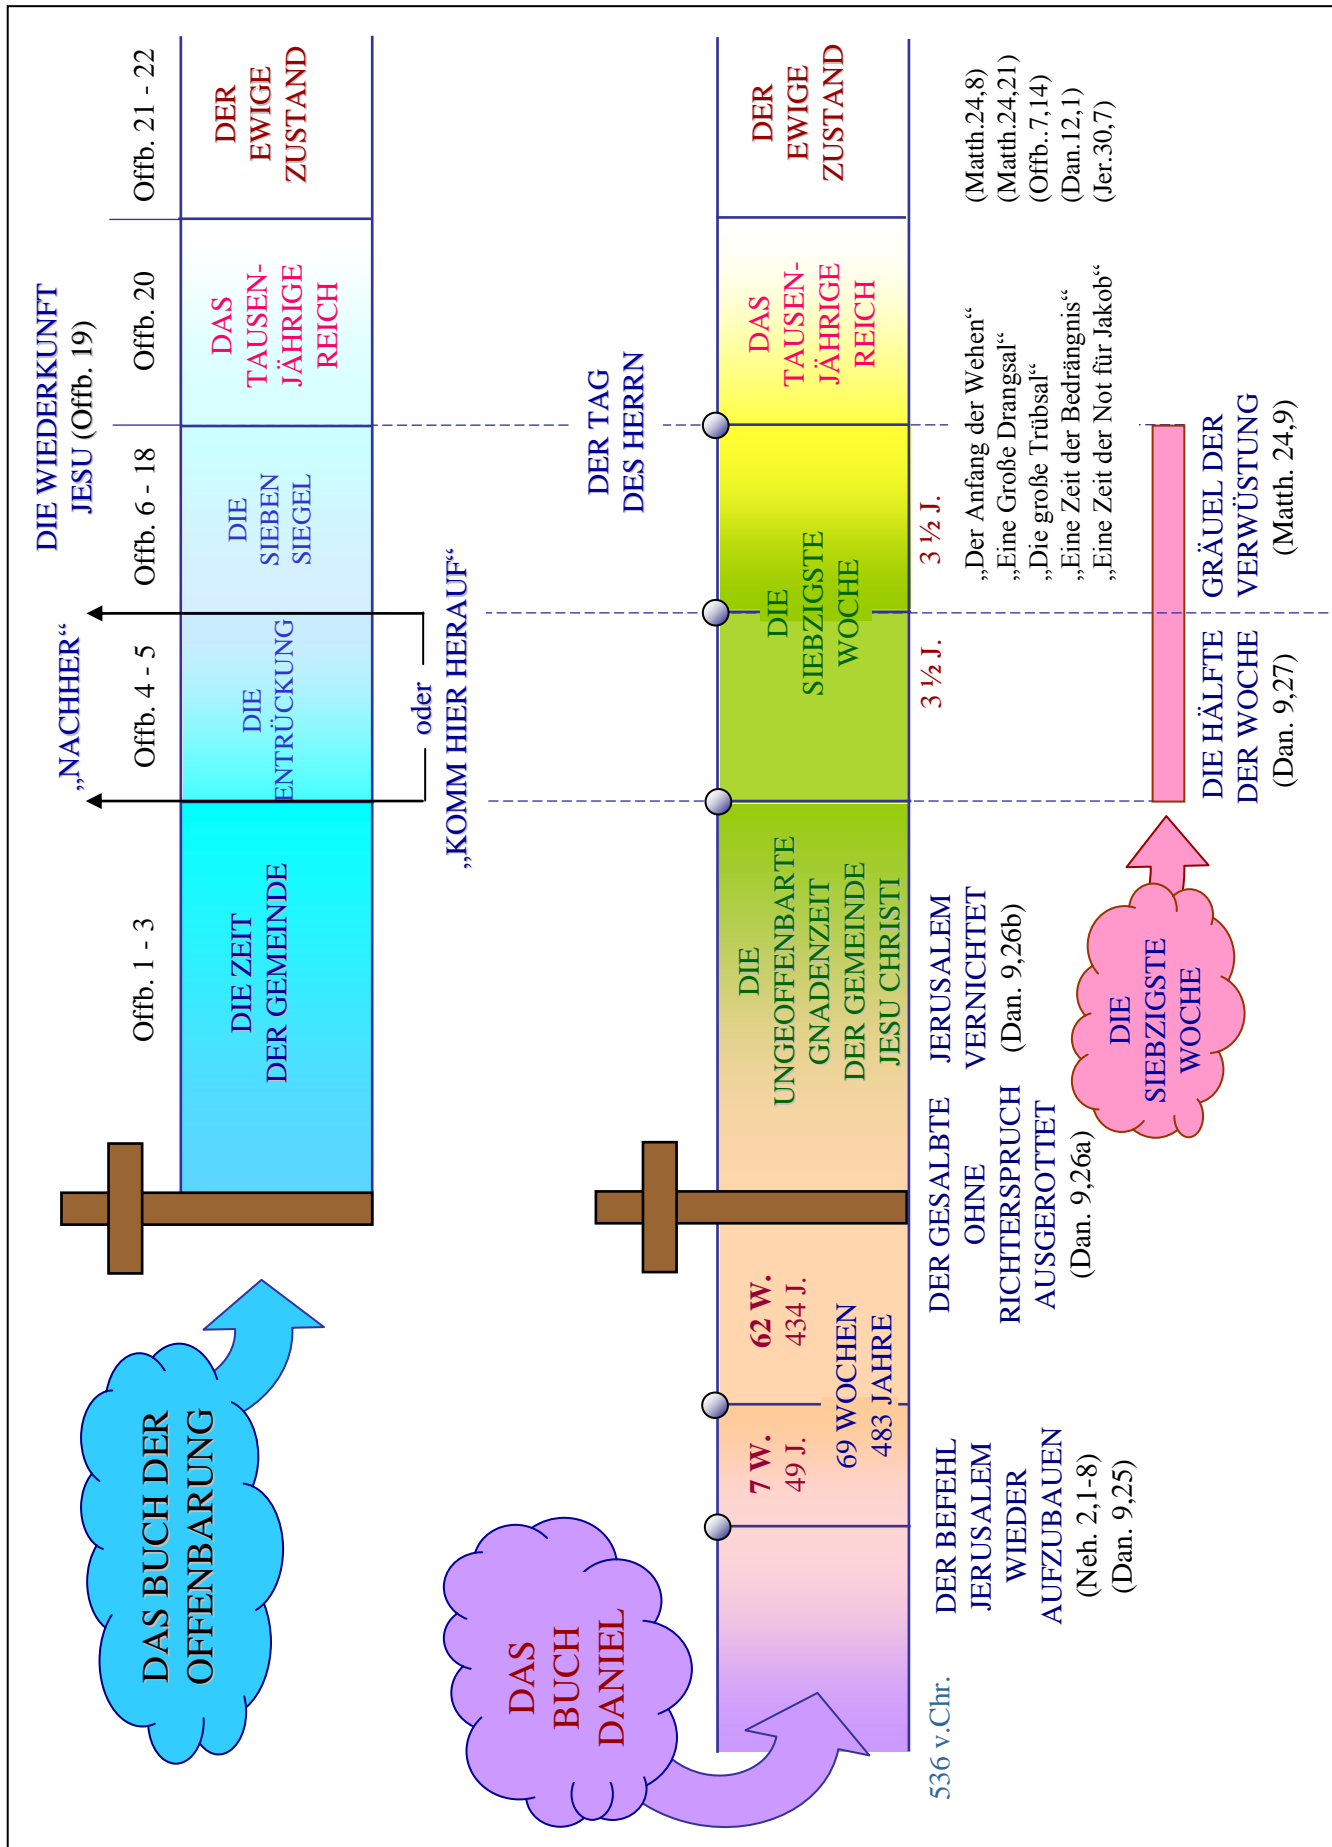 DAS BUCH DER
OFFENBARUNG
DIE WIEDERKUNFT
JESU (Offb. 19)
„NACHHER“
Offb. 1 - 3
Offb. 4 - 5
Offb. 6 - 18
Offb. 20
Offb. 21 - 22
DIE ZEIT
DER GEMEINDE
DIE
ENTRÜCKUNG
DIE
SIEBEN
SIEGEL
DAS
TAUSEN-
JÄHRIGE
REICH
DER
EWIGE
ZUSTAND
oder
„KOMM HIER HERAUF“
DER TAG
DES HERRN
DAS
BUCH
DANIEL
7 W.
49 J.
62 W.
434 J.
69 WOCHEN
483 JAHRE
DIE
UNGEOFFENBARTE
GNADENZEIT
DER GEMEINDE
JESU CHRISTI
DIE
SIEBZIGSTE
WOCHE
DAS
TAUSEN-
JÄHRIGE
REICH
DER
EWIGE
ZUSTAND
536 v.Chr.
DER BEFEHL
JERUSALEM
WIEDER
AUFZUBAUEN
(Neh. 2,1-8)
(Dan. 9,25)
DER GESALBTE
OHNE
RICHTERSPRUCH
AUSGEROTTET
(Dan. 9,26a)
JERUSALEM
VERNICHTET
(Dan. 9,26b)
3 ½ J.
3 ½ J.
„Der Anfang der Wehen“ (Matth.24,8)
„Eine Große Drangsal“ (Matth.24,21)
„Die große Trübsal“ (Offb..7,14)
„Eine Zeit der Bedrängnis“ (Dan.12,1)
„Eine Zeit der Not für Jakob“ (Jer.30,7)
DIE
SIEBZIGSTE
WOCHE
DIE HÄLFTE
DER WOCHE
(Dan. 9,27)
GRÄUEL DER
VERWÜSTUNG
(Matth. 24,9)